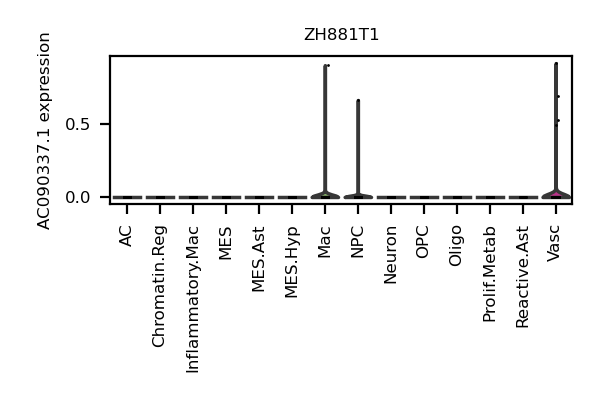 ZH881T1
AC090337.1 expression
0.5
0.0
AC
Chromatin.Reg
Inflammatory.Mac
MES
MES.Ast
MES.Hyp
Mac
NPC
Neuron
OPC
Oligo
Prolif.Metab
Reactive.Ast
Vasc